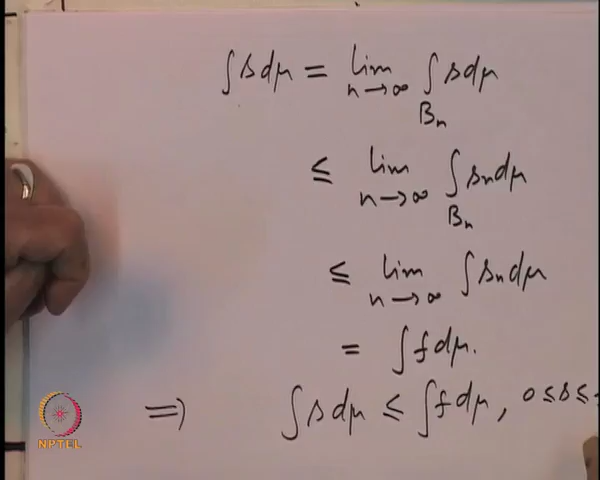 ∫ s dμ = lim n→∞ ∫ Bn s dμ
≤ lim n→∞ ∫ Bn sn dμ
≤ lim n→∞ ∫ sn dμ
= ∫ f dμ.
⇒ ∫ s dμ ≤ ∫ f dμ, 0 ≤ s ≤
NPTEL